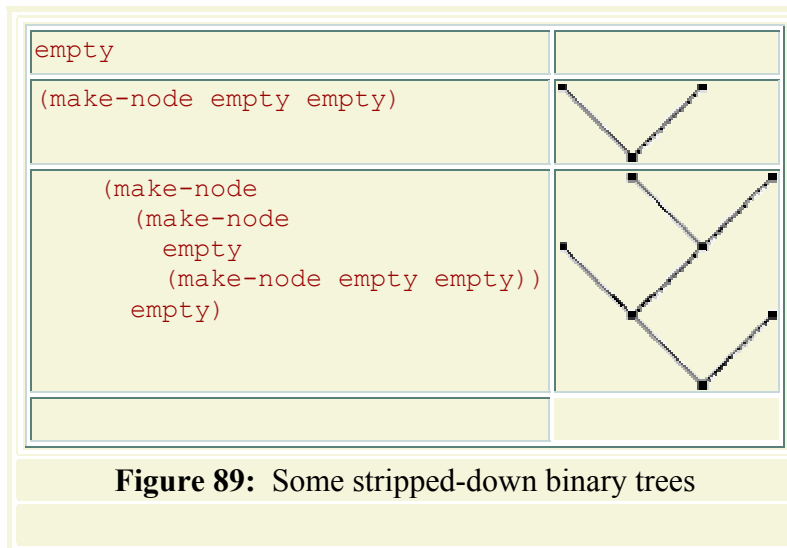 empty
(make-node empty empty)
(make-node
(make-node
empty
(make-node empty empty))
empty)
Figure 89: Some stripped-down binary trees